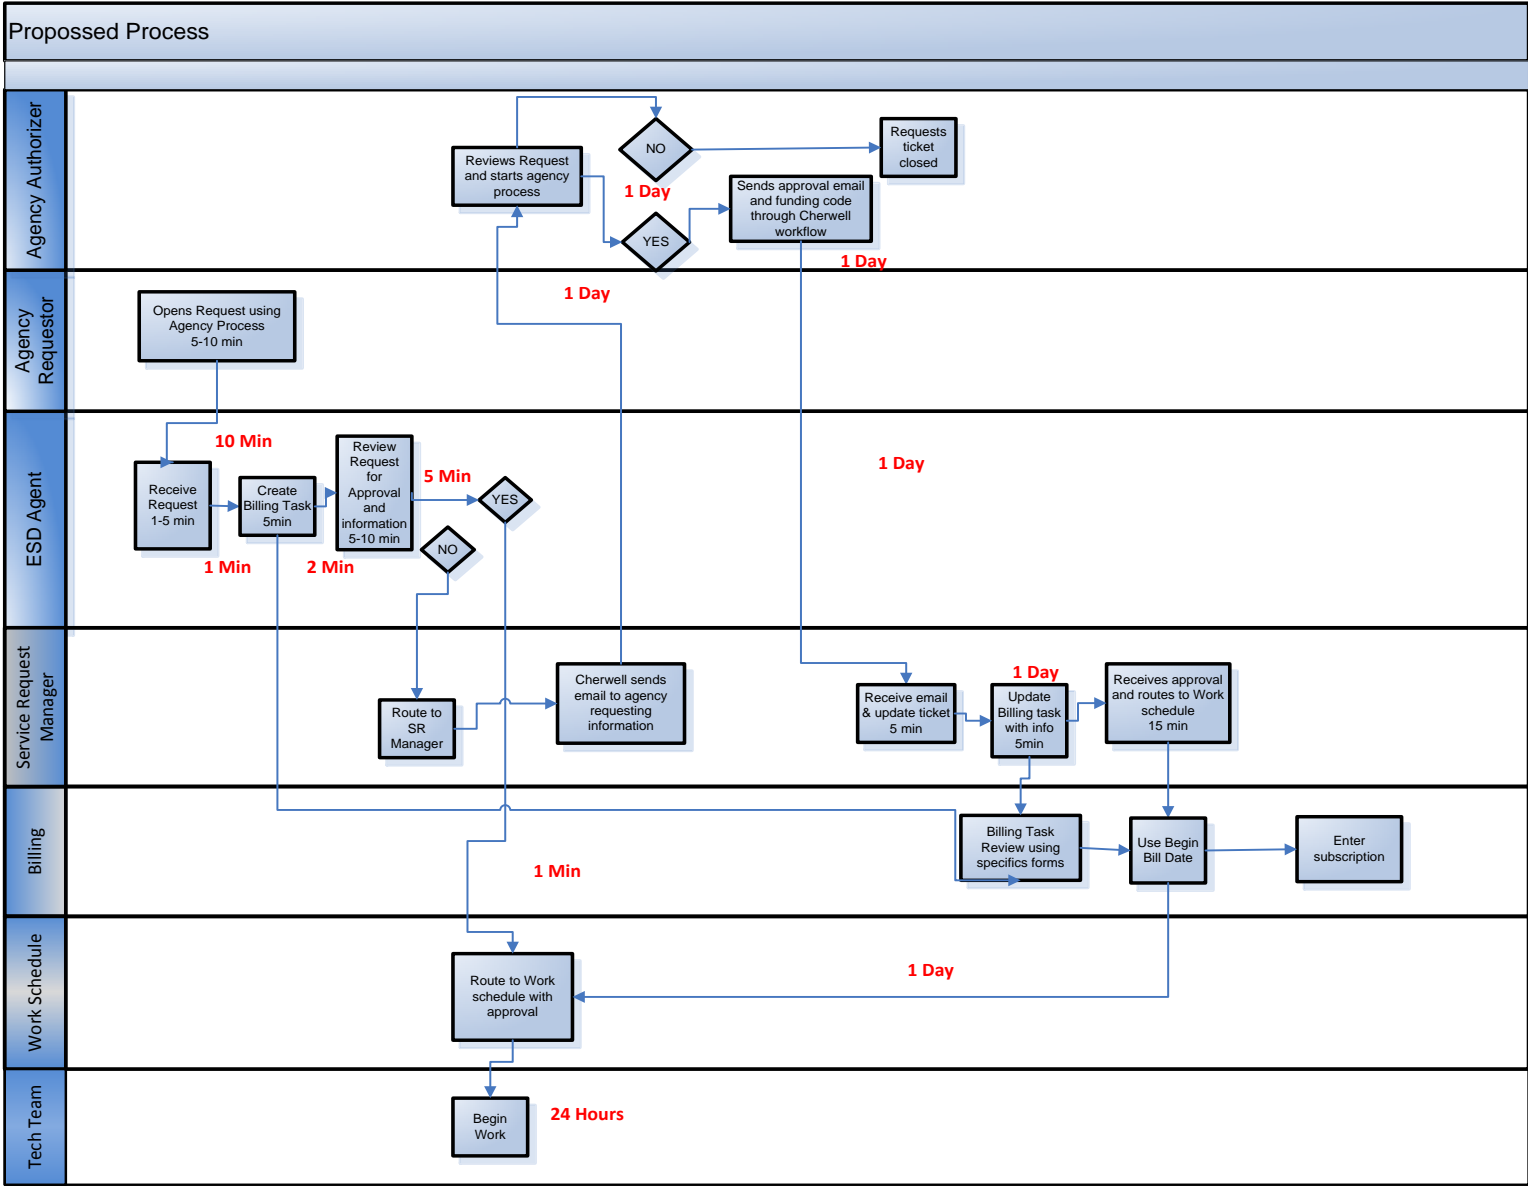 Propossed Process
Agency Authorizer
Reviews Request
and starts agency
process
NO
1 Day
YES
Requests
ticket
closed
Sends approval email
and funding code
through Cherwell
workflow
1 Day
Agency
Requestor
Opens Request using
Agency Process
5-10 min
1 Day
ESD Agent
10 Min
Receive
Request
1-5 min
1 Min
Create
Billing Task
5min
2 Min
Review
Request
for
Approval
and
information
5-10 min
5 Min
YES
NO
1 Day
Service Request
Manager
Route to
SR
Manager
Cherwell sends
email to agency
requesting
information
Receive email
& update ticket
5 min
1 Day
Update
Billing task
with info
5min
Receives approval
and routes to Work
schedule
15 min
Billing
1 Min
Billing Task
Review using
specifics forms
Use Begin
Bill Date
Enter
subscription
Work Schedule
Route to Work
schedule with
approval
1 Day
Tech Team
Begin
Work
24 Hours